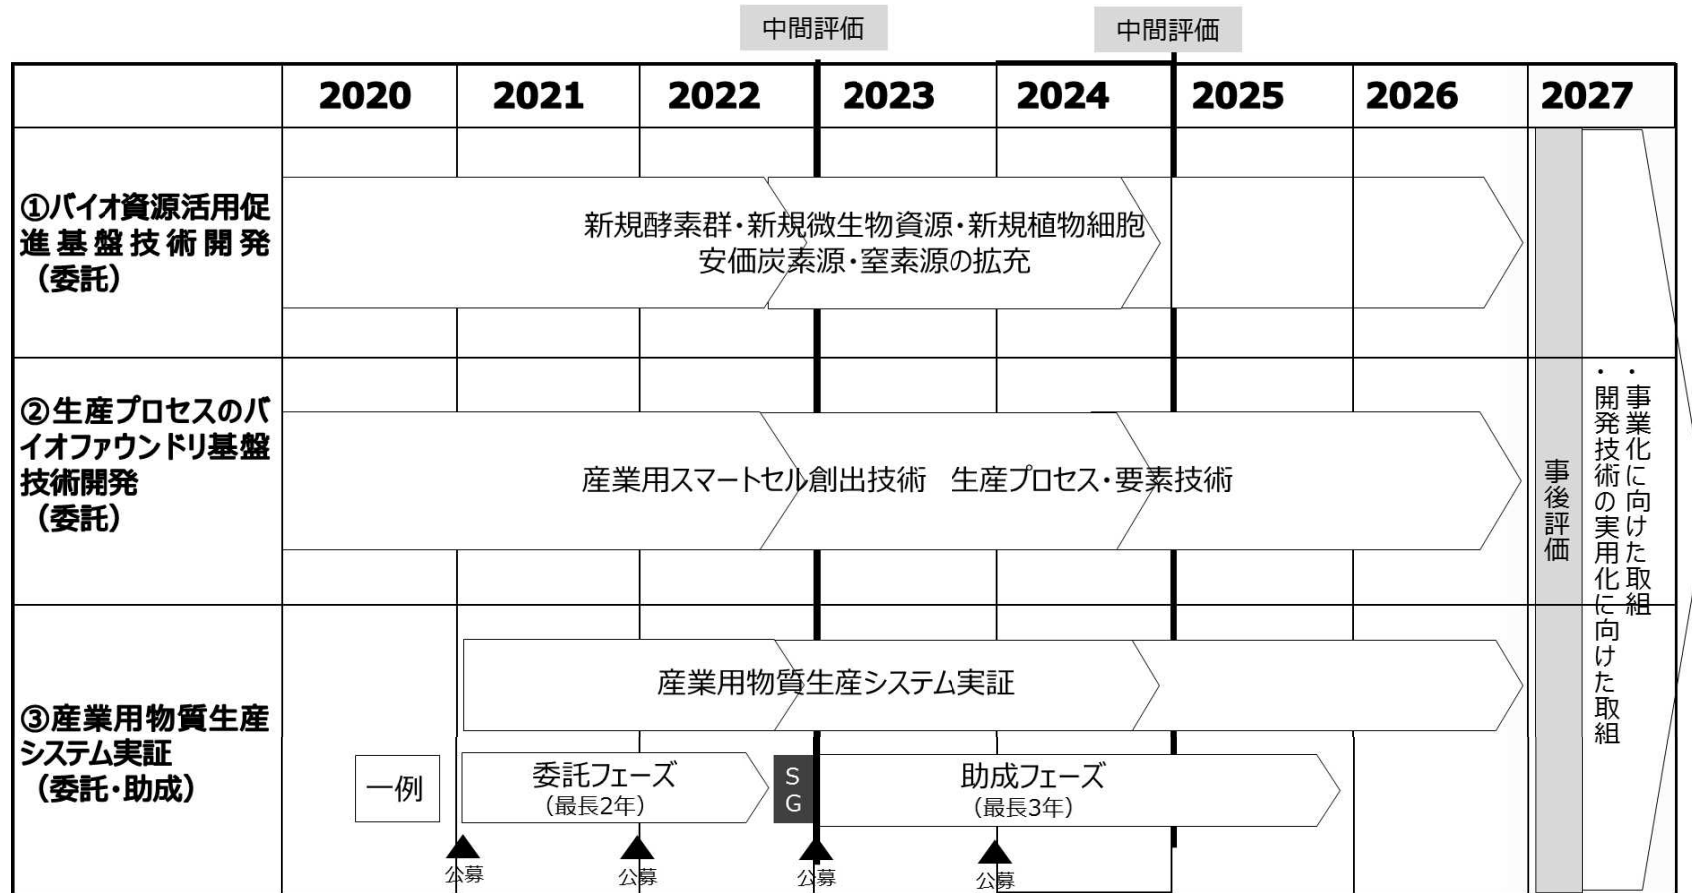 中間評価
中間評価
2020
2021
2022
2023
2024
2025
2026
2027
①バイオ資源活用促
進基盤技術開発
（委託）
新規酵素群・新規微生物資源・新規植物細胞
安価炭素源・窒素源の拡充
②生産プロセスのバ
イオファウンドリ基盤
技術開発
（委託）
産業用スマートセル創出技術　生産プロセス・要素技術
③産業用物質生産
システム実証
（委託・助成）
産業用物質生産システム実証
一例
委託フェーズ
（最長2年）
SG
助成フェーズ
（最長3年）
公募
公募
公募
公募
事後評価
・事業化に向けた取組
・開発技術の実用化に向けた取組